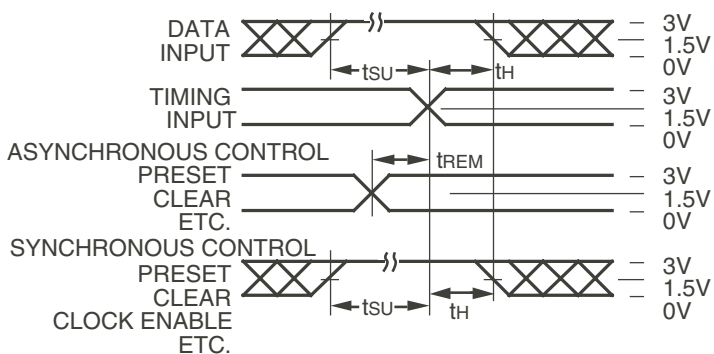 DATA
INPUT
tSU
tH
3V
1.5V
0V
TIMING
INPUT
3V
1.5V
0V
ASYNCHRONOUS CONTROL
PRESET
CLEAR
ETC.
tREM
3V
1.5V
0V
SYNCHRONOUS CONTROL
PRESET
CLEAR
CLOCK ENABLE
ETC.
tSU
tH
3V
1.5V
0V